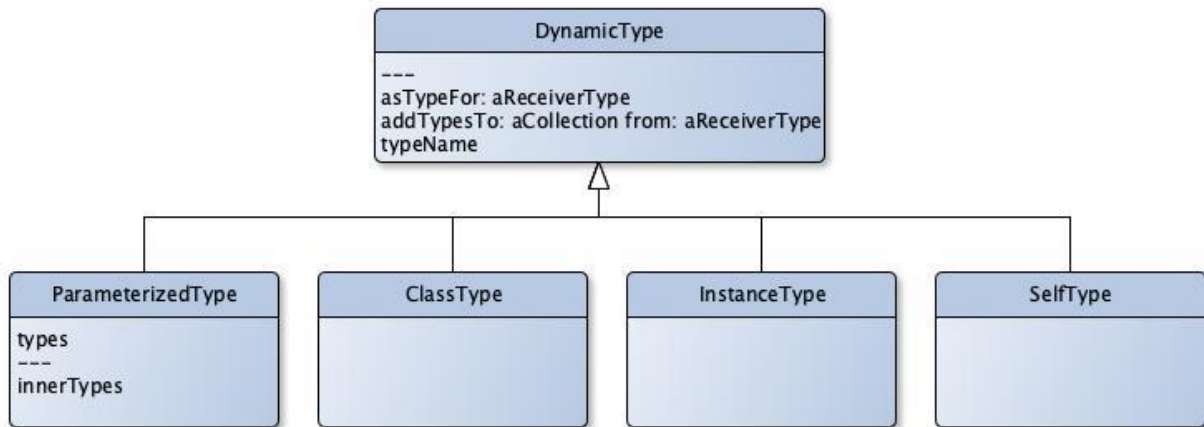 DynamicType
---
asTypeFor: aReceiverType
addTypesTo: aCollection from: aReceiverType
typeName
ParameterizedType
types
---
innerTypes
ClassType
InstanceType
SelfType